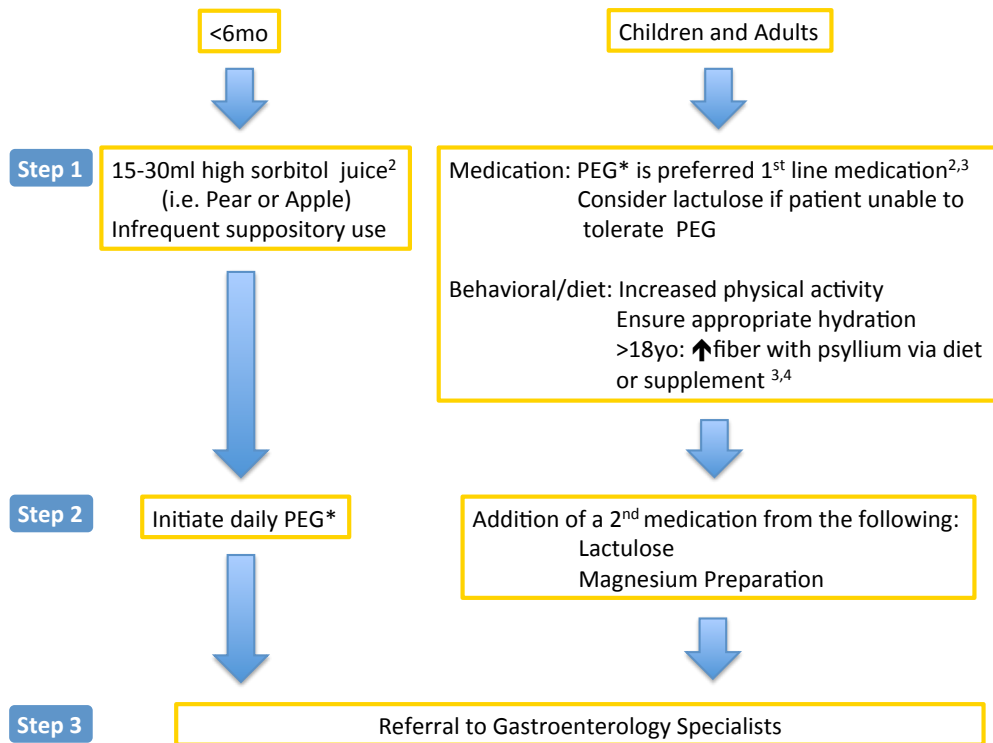 <6mo
Children and Adults
Step 1
15-30ml high sorbitol juice2
(i.e. Pear or Apple)
Infrequent suppository use
Medication: PEG* is preferred 1st line medication2,3
Consider lactulose if patient unable to
tolerate PEG
Behavioral/diet: Increased physical activity
Ensure appropriate hydration
>18yo: ↑fiber with psyllium via diet
or supplement 3,4
Step 2
Initiate daily PEG*
Addition of a 2nd medication from the following:
Lactulose
Magnesium Preparation
Step 3
Referral to Gastroenterology Specialists